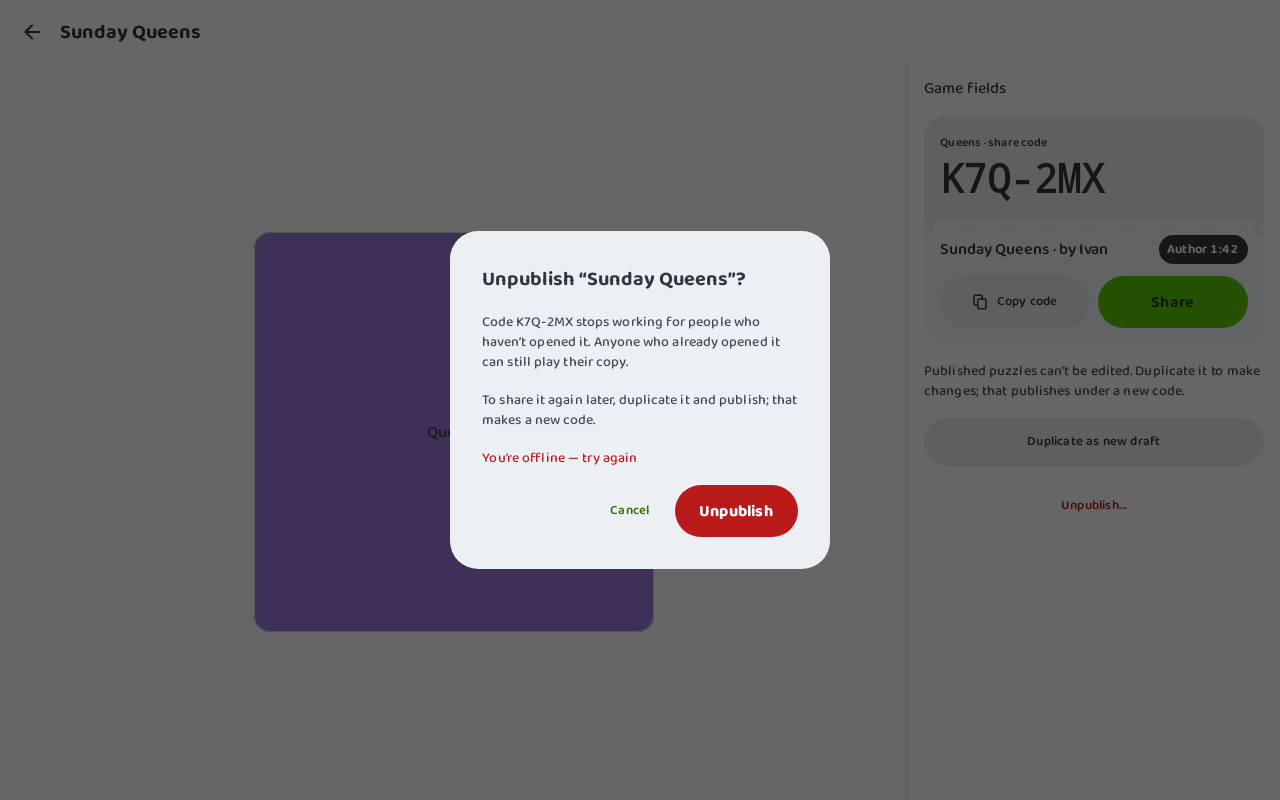 Sunday Queens
Game fields
Queens · share code
K7Q-2MX
Sunday Queens · by Ivan
Author 1:42
Copy code
Share
Published puzzles can’t be edited. Duplicate it to make
changes; that publishes under a new code.
Duplicate as new draft
Unpublish…
Unpublish “Sunday Queens”?
Code K7Q-2MX stops working for people who
haven’t opened it. Anyone who already opened it
can still play their copy.
To share it again later, duplicate it and publish; that
makes a new code.
You’re offline — try again
Cancel
Unpublish